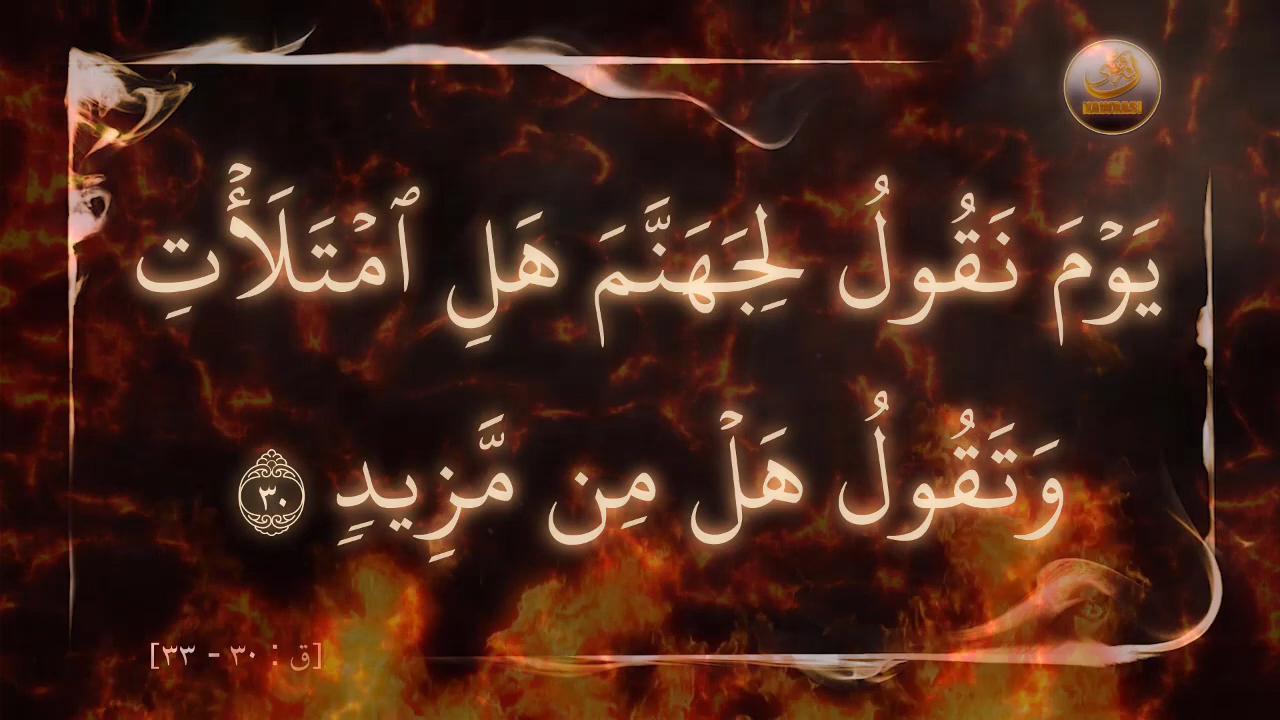 يَوْمَ نَقُولُ لِجَهَنَّمَ هَلِ ٱمْتَلَأْتِ
وَتَقُولُ هَلْ مِن مَّزِيدٍ ٣٠
[ق : ٣٠ - ٣٣]